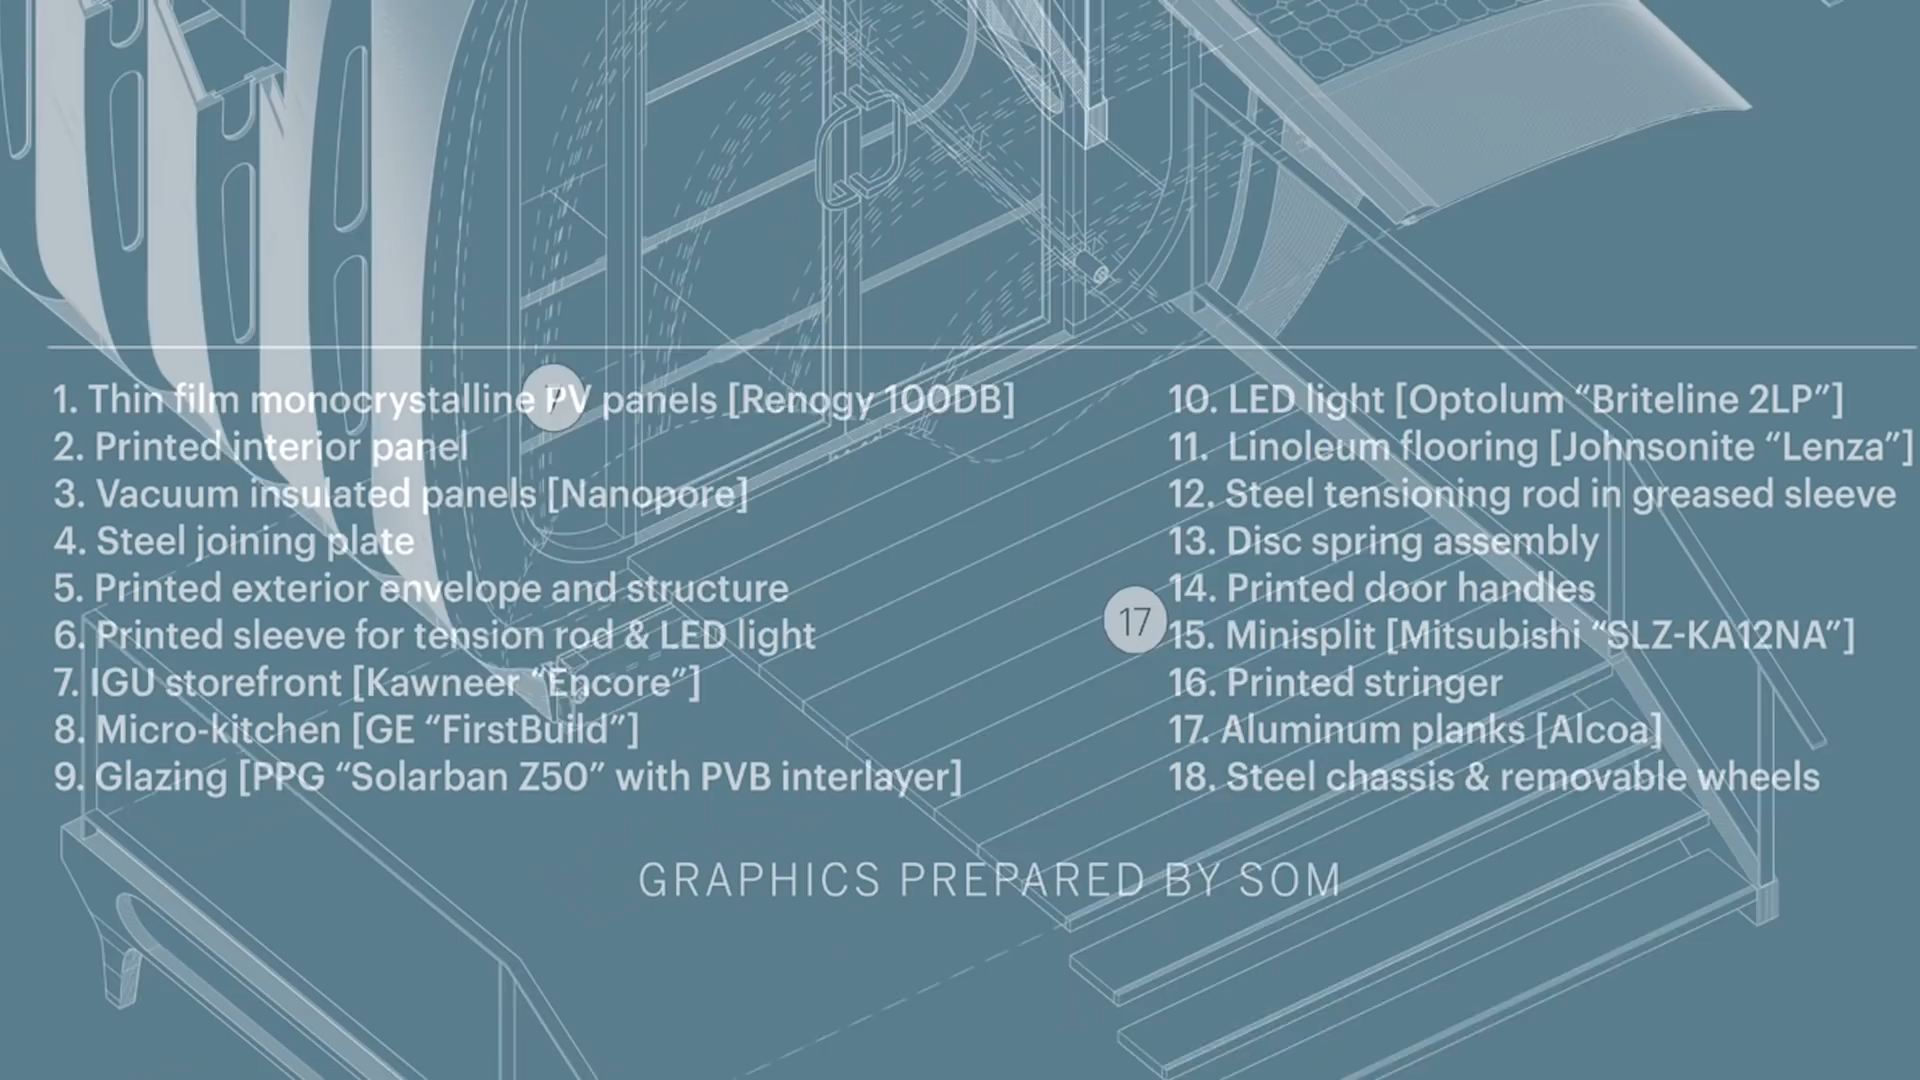 1. Thin film monocrystalline PV panels [Renogy 100DB]
2. Printed interior panel
3. Vacuum insulated panels [Nanopore]
4. Steel joining plate
5. Printed exterior envelope and structure
6. Printed sleeve for tension rod & LED light
7. IGU storefront [Kawneer “Encore”]
8. Micro-kitchen [GE “FirstBuild”]
9. Glazing [PPG “Solarban Z50” with PVB interlayer]
10. LED light [Optolum “Briteline 2LP”]
11. Linoleum flooring [Johnsonite “Lenza”]
12. Steel tensioning rod in greased sleeve
13. Disc spring assembly
14. Printed door handles
17
15. Minisplit [Mitsubishi “SLZ-KA12NA”]
16. Printed stringer
17. Aluminum planks [Alcoa]
18. Steel chassis & removable wheels
GRAPHICS PREPARED BY SOM